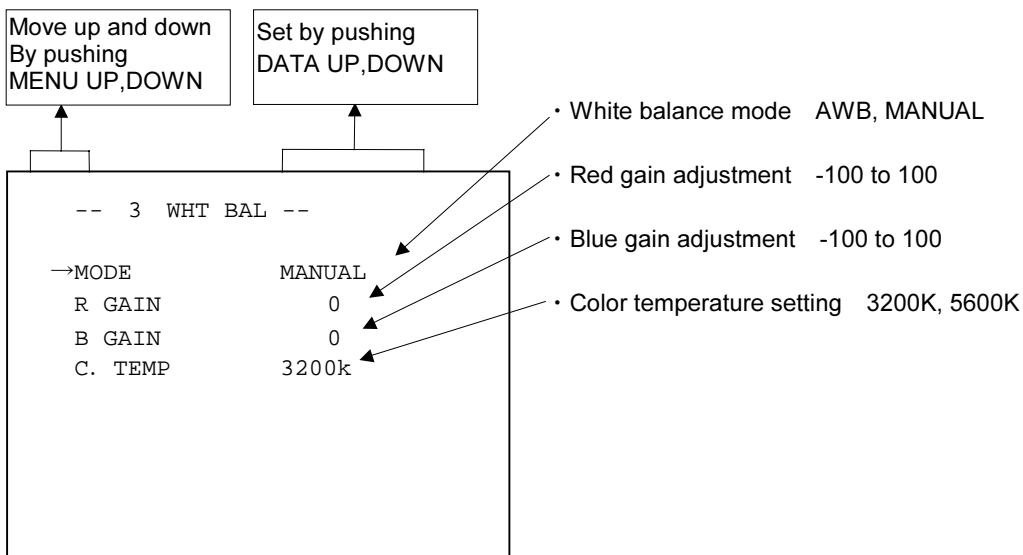 Move up and down
By pushing
MENU UP,DOWN
Set by pushing
DATA UP,DOWN
・White balance mode AWB, MANUAL
・Red gain adjustment -100 to 100
・Blue gain adjustment -100 to 100
・Color temperature setting 3200K, 5600K
-- 3 WHT BAL --
→MODE MANUAL
R GAIN 0
B GAIN 0
C. TEMP 3200k